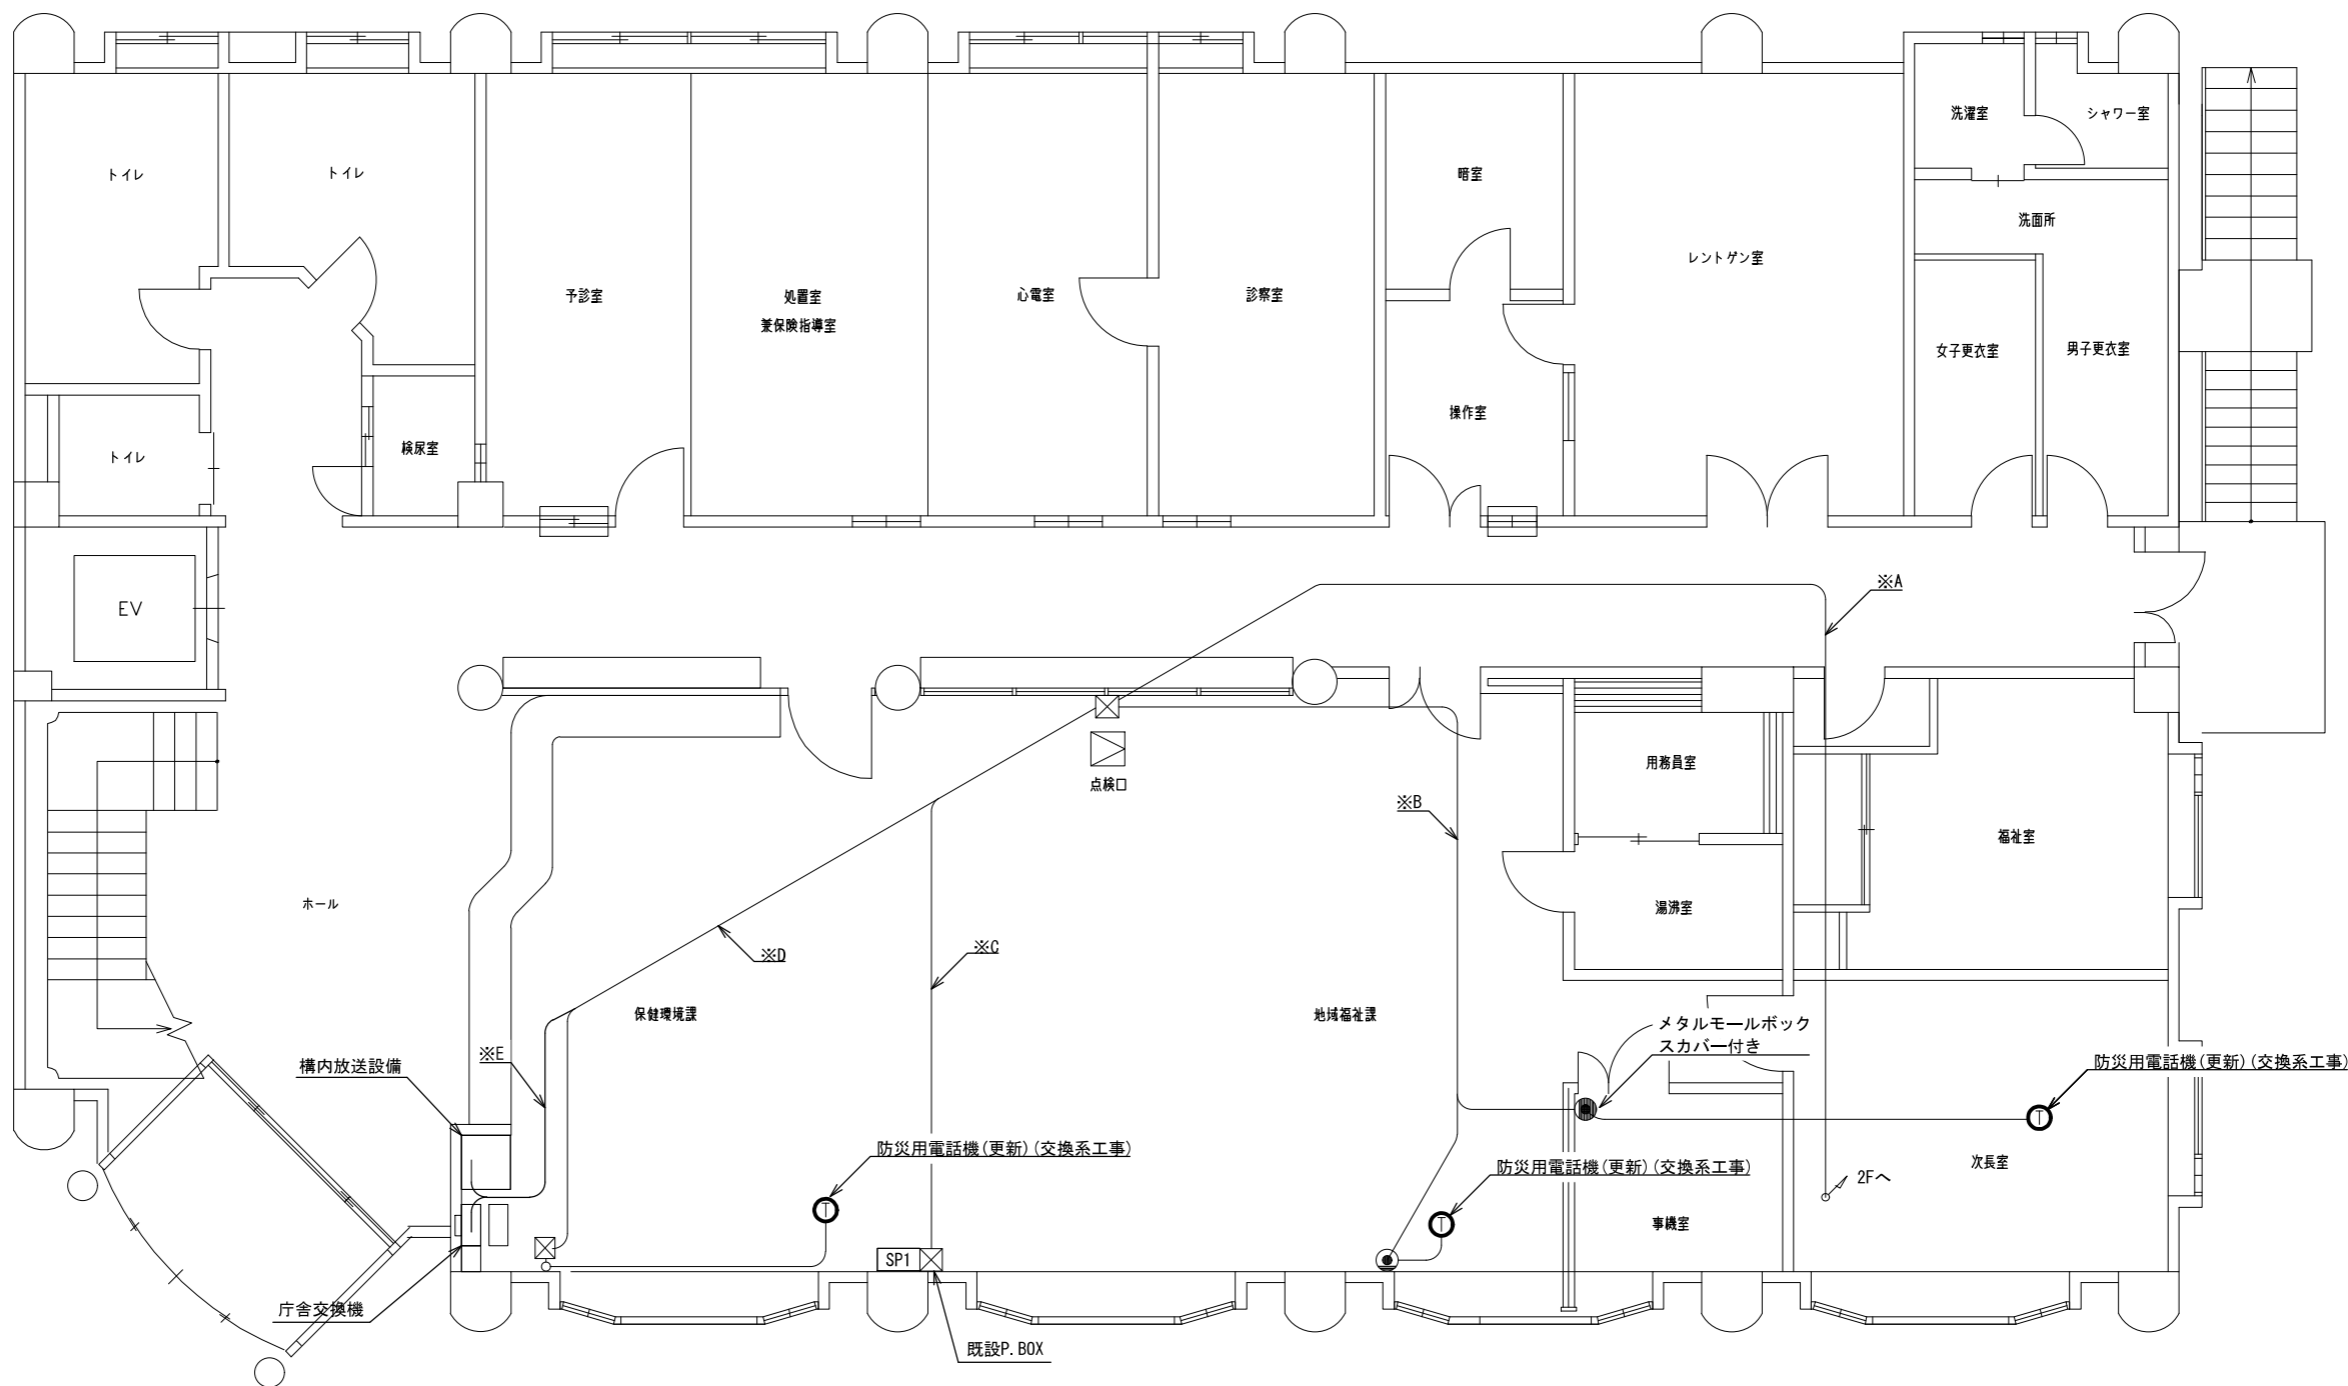 トイレ
トイレ
トイレ
検尿室
予診室
処置室
兼保険指導室
心電室
診察室
暗室
操作室
レントゲン室
洗濯室
シャワー室
洗面所
女子更衣室
男子更衣室
EV
※A
点検口
用務員室
※B
福祉室
湯沸室
ホール
※D
※C
保健環境課
地域福祉課
メタルモールボック
スカバー付き
※E
構内放送設備
防災用電話機(更新)(交換系工事)
防災用電話機(更新)(交換系工事)
T
防災用電話機(更新)(交換系工事)
次長室
2Fへ
T
T
事機室
SP1
庁舎交換機
既設P.BOX